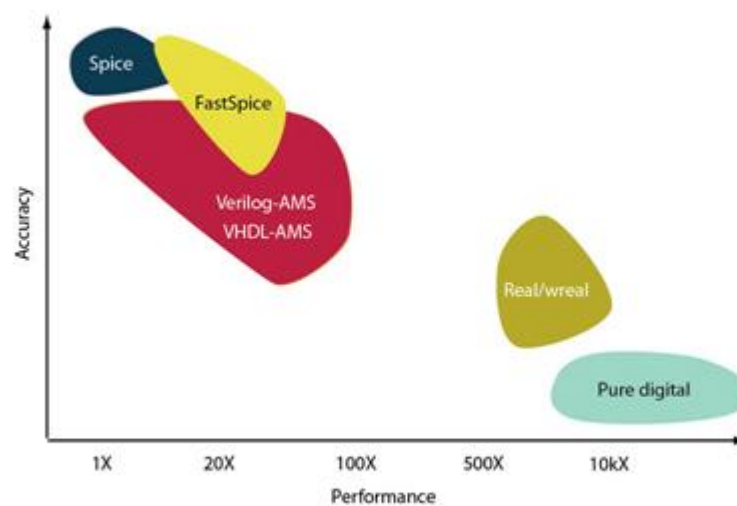 Spice
FastSpice
Verilog-AMS
VHDL-AMS
Real/wreal
Pure digital
Accuracy
1X 20X 100X 500X 10kX
Performance